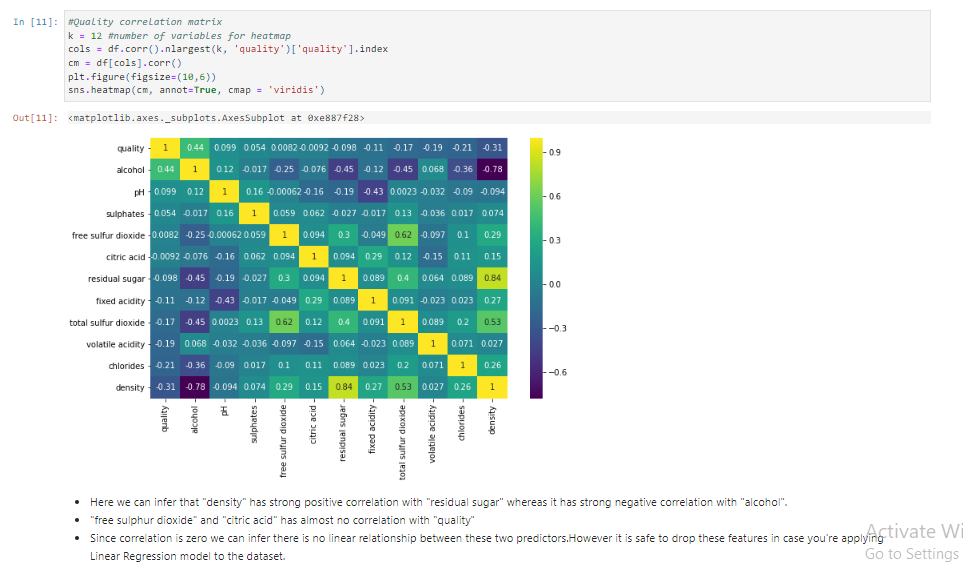 In [11]: #Quality correlation matrix
k = 12 #number of variables for heatmap
cols = df.corr().nlargest(k, 'quality')['quality'].index
cm = df[cols].corr()
plt.figure(figsize=(10,6))
sns.heatmap(cm, annot=True, cmap = 'viridis')
Out[11]: <matplotlib.axes._subplots.AxesSubplot at 0xe887f28>
quality 1 0.44 0.099 0.054 0.0082 -0.0092 -0.098 -0.11 -0.17 -0.19 -0.21 -0.31
alcohol 0.44 1 0.12 -0.017 -0.25 -0.076 -0.45 -0.12 -0.45 0.068 -0.36 -0.78
pH 0.099 0.12 1 0.16 -0.00062 -0.16 -0.19 -0.43 0.0023 -0.032 -0.09 -0.094
sulphates 0.054 -0.017 0.16 1 0.059 0.062 -0.027 -0.017 0.13 -0.036 0.017 0.074
free sulfur dioxide 0.0082 -0.25 -0.00062 0.059 1 0.094 0.3 -0.049 0.62 -0.097 0.1 0.29
citric acid -0.0092 -0.076 -0.16 0.062 0.094 1 0.094 0.29 0.12 -0.15 0.11 0.15
residual sugar -0.098 -0.45 -0.19 -0.027 0.3 0.094 1 0.089 0.4 0.064 0.089 0.84
fixed acidity -0.11 -0.12 -0.43 -0.017 -0.049 0.29 0.089 1 0.091 -0.023 0.023 0.27
total sulfur dioxide -0.17 -0.45 0.0023 0.13 0.62 0.12 0.4 0.091 1 0.089 0.2 0.53
volatile acidity -0.19 0.068 -0.032 -0.036 -0.097 -0.15 0.064 -0.023 0.089 1 0.071 0.027
chlorides -0.21 -0.36 -0.09 0.017 0.1 0.11 0.089 0.023 0.2 0.071 1 0.26
density -0.31 -0.78 -0.094 0.074 0.29 0.15 0.84 0.27 0.53 0.027 0.26 1
quality alcohol pH sulphates free sulfur dioxide citric acid residual sugar fixed acidity total sulfur dioxide volatile acidity chlorides density
0.9
0.6
0.3
0.0
−0.3
−0.6
• Here we can infer that "density" has strong positive correlation with "residual sugar" whereas it has strong negative correlation with "alcohol".
• "free sulphur dioxide" and "citric acid" has almost no correlation with "quality"
• Since correlation is zero we can infer there is no linear relationship between these two predictors.However it is safe to drop these features in case you're applying
Linear Regression model to the dataset.
Activate Wi
Go to Settings